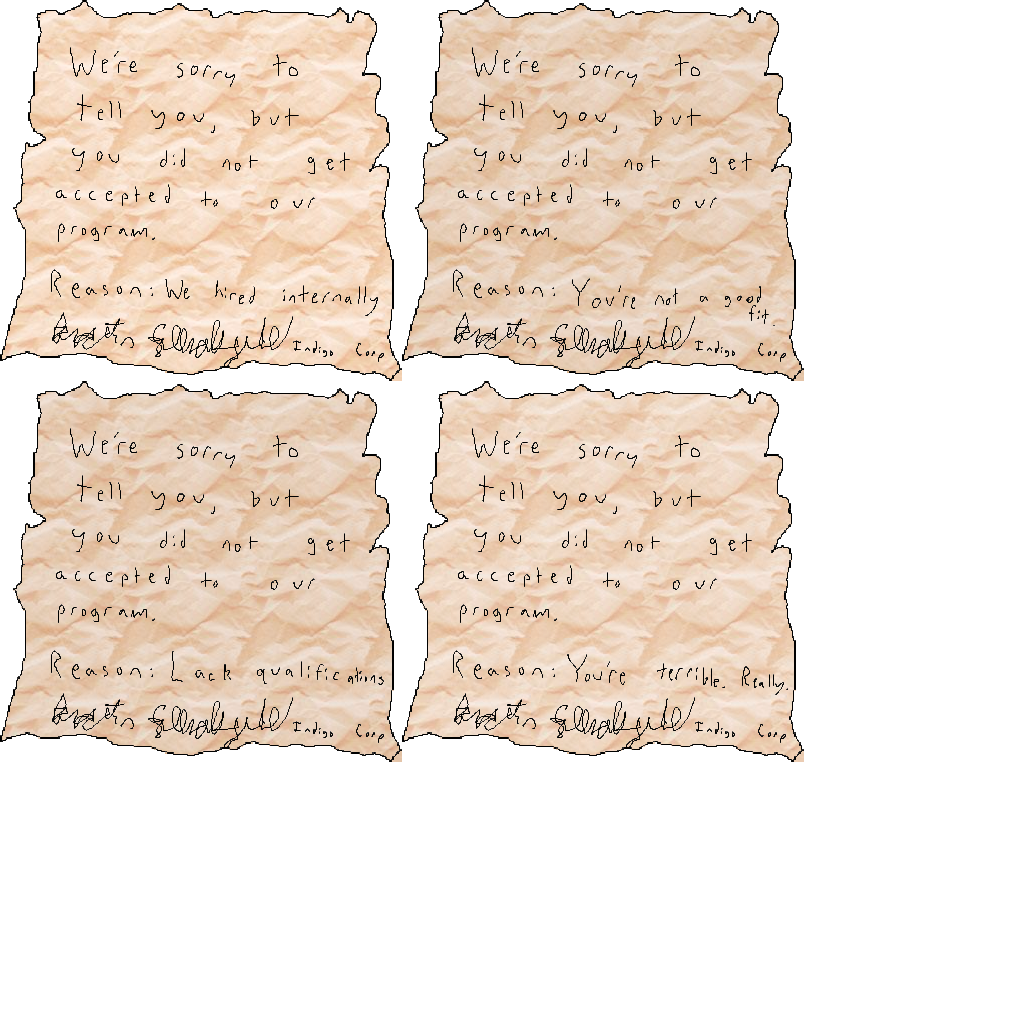 We're sorry to
tell you, but
you did not get
accepted to our
program.
Reason: We hired internally
Indigo Corp
We're sorry to
tell you, but
you did not get
accepted to our
program.
Reason: You're not a good
fit.
Indigo Corp
We're sorry to
tell you, but
you did not get
accepted to our
program.
Reason: Lack qualifications
Indigo Corp
We're sorry to
tell you, but
you did not get
accepted to our
program.
Reason: You're terrible. Really.
Indigo Corp